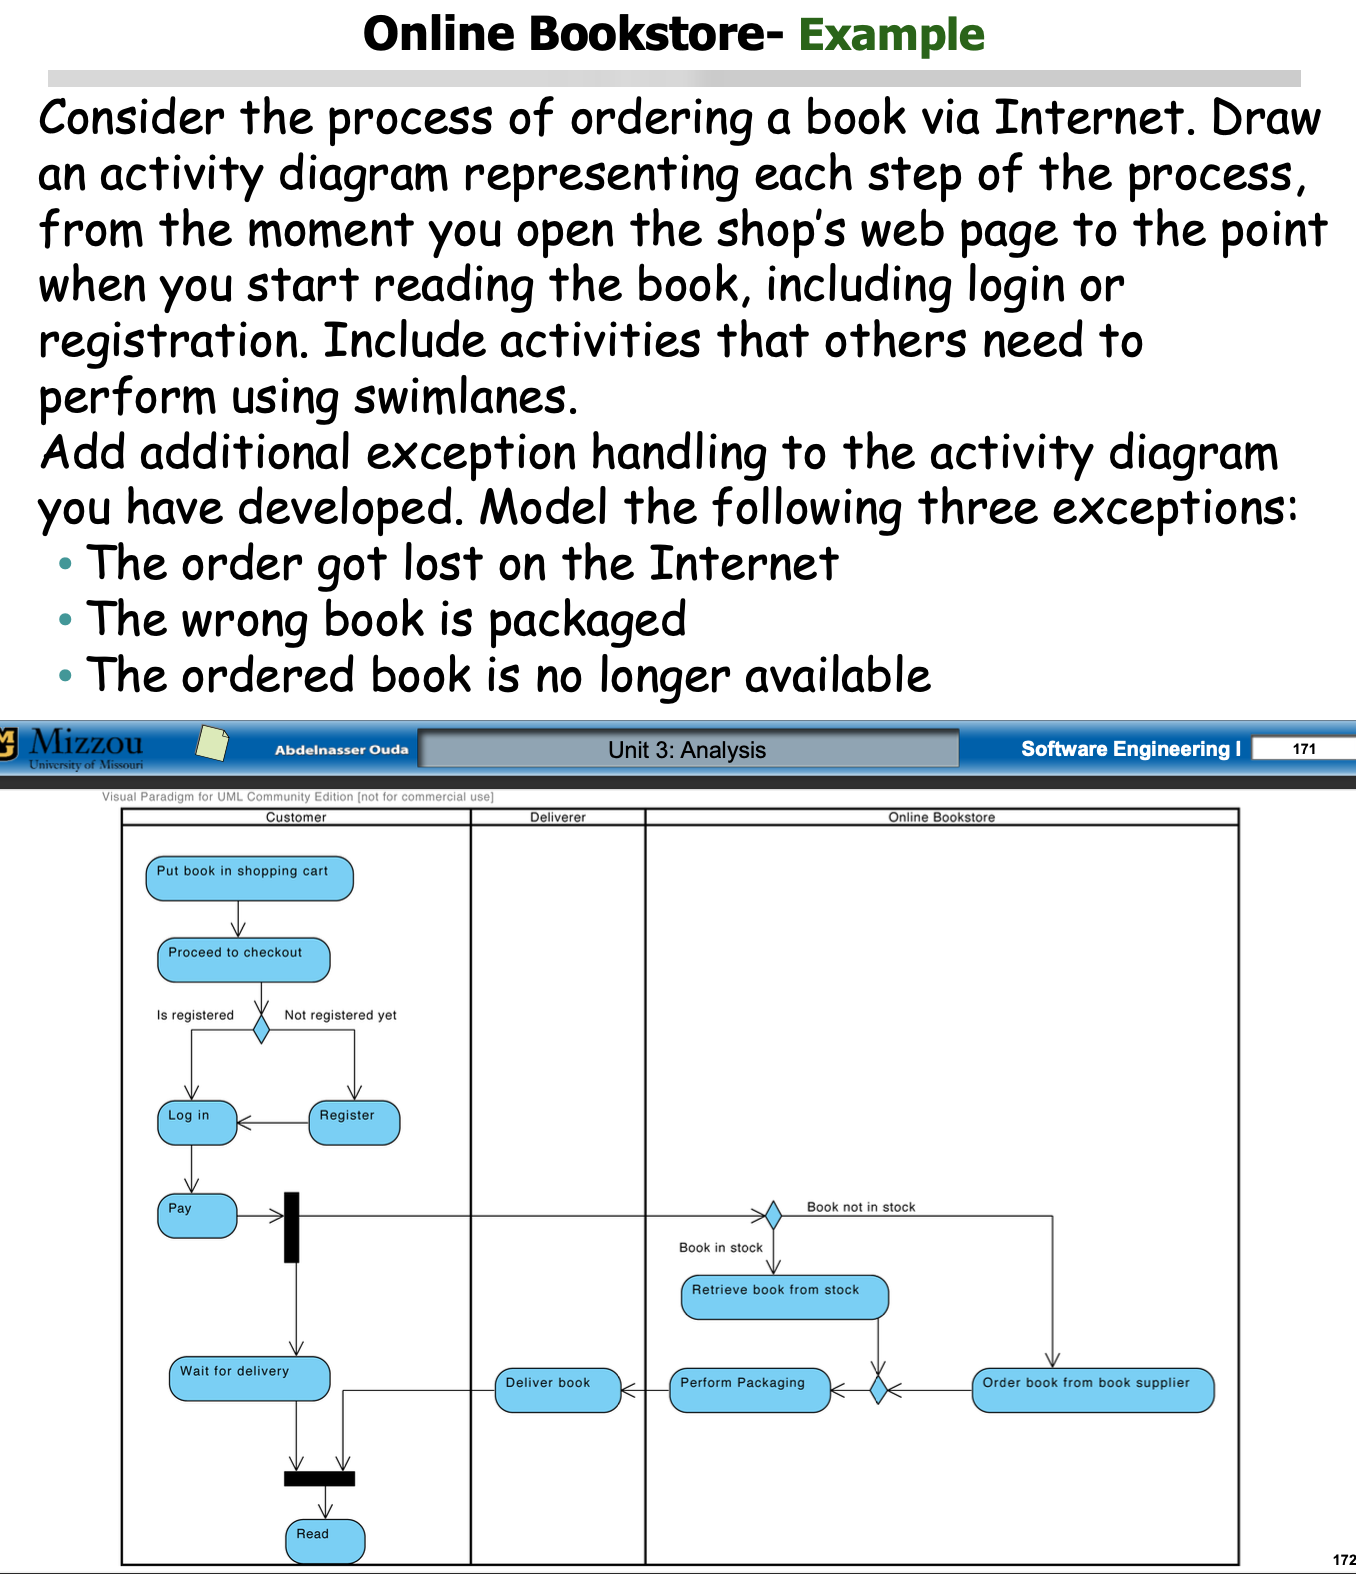 Online Bookstore- Example
Consider the process of ordering a book via Internet. Draw
an activity diagram representing each step of the process,
from the moment you open the shop’s web page to the point
when you start reading the book, including login or
registration. Include activities that others need to
perform using swimlanes.
Add additional exception handling to the activity diagram
you have developed. Model the following three exceptions:
• The order got lost on the Internet
• The wrong book is packaged
• The ordered book is no longer available
Mizzou
University of Missouri
Abdelnasser Ouda
Unit 3: Analysis
Software Engineering I
171
Visual Paradigm for UML Community Edition [not for commercial use]
Customer
Deliverer
Online Bookstore
Put book in shopping cart
Proceed to checkout
Is registered
Not registered yet
Log in
Register
Pay
Book not in stock
Book in stock
Retrieve book from stock
Wait for delivery
Deliver book
Perform Packaging
Order book from book supplier
Read
172